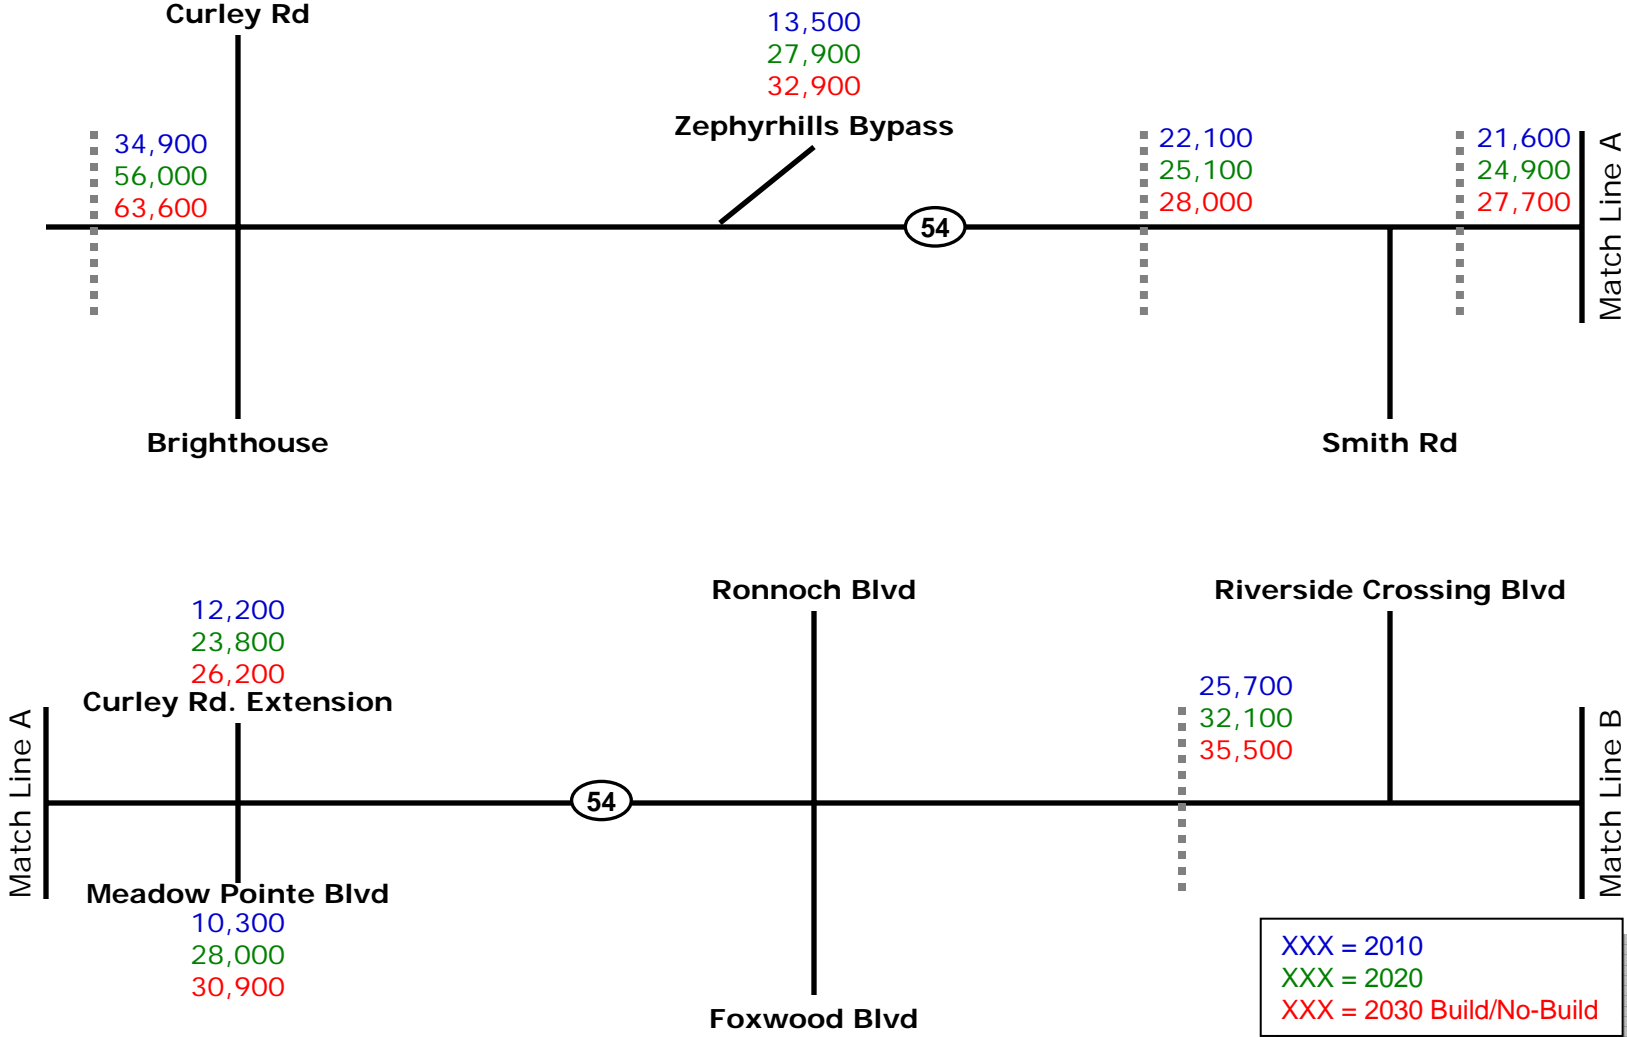 Curley Rd
13,500
27,900
32,900
Zephyrhills Bypass
34,900
56,000
63,600
22,100
25,100
28,000
21,600
24,900
27,700
Match Line A
54
Brighthouse
Smith Rd
Ronnoch Blvd
Riverside Crossing Blvd
12,200
23,800
26,200
Curley Rd. Extension
25,700
32,100
35,500
Match Line A
54
Match Line B
Meadow Pointe Blvd
10,300
28,000
30,900
Foxwood Blvd
XXX = 2010
XXX = 2020
XXX = 2030 Build/No-Build